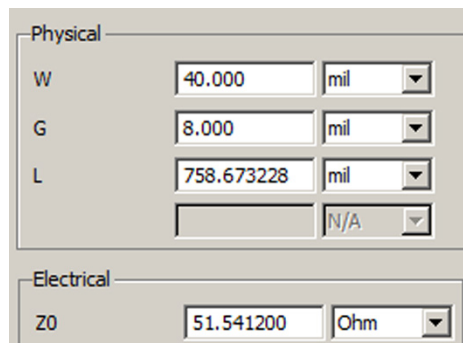 Physical
W 40.000 mil
G 8.000 mil
L 758.673228 mil
N/A
Electrical
Z0 51.541200 Ohm